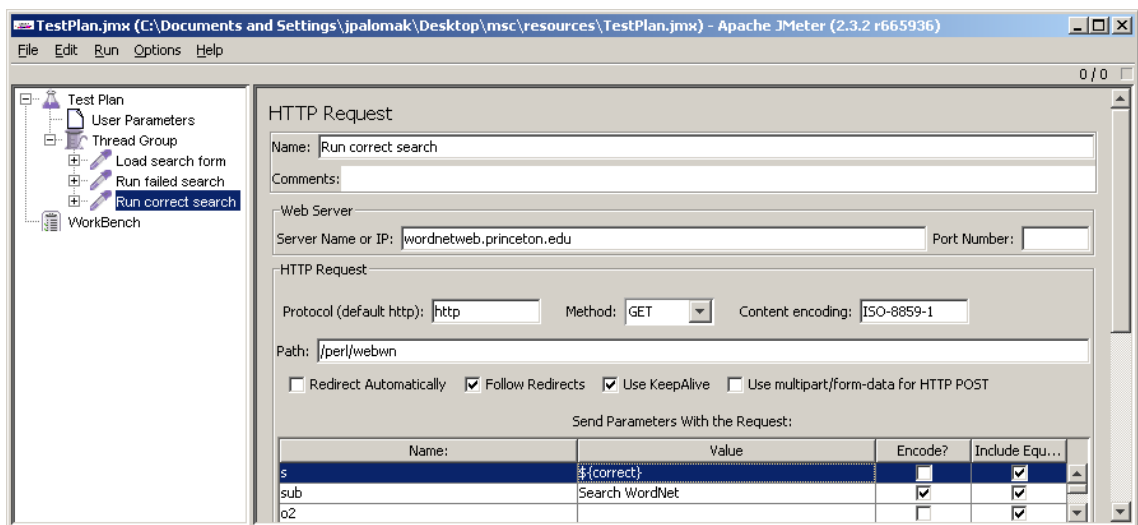 TestPlan.jmx (C:\Documents and Settings\jpalomak\Desktop\msc\resources\TestPlan.jmx) - Apache JMeter (2.3.2 r665936)
File Edit Run Options Help
0 / 0
Test Plan
User Parameters
Thread Group
Load search form
Run failed search
Run correct search
WorkBench
HTTP Request
Name: Run correct search
Comments:
Web Server
Server Name or IP: wordnetweb.princeton.edu Port Number:
HTTP Request
Protocol (default http): http Method: GET Content encoding: ISO-8859-1
Path: /perl/webwn
Redirect Automatically Follow Redirects Use KeepAlive Use multipart/form-data for HTTP POST
Send Parameters With the Request:
Name: Value Encode? Include Equ...
s ${correct}
sub Search WordNet
o2